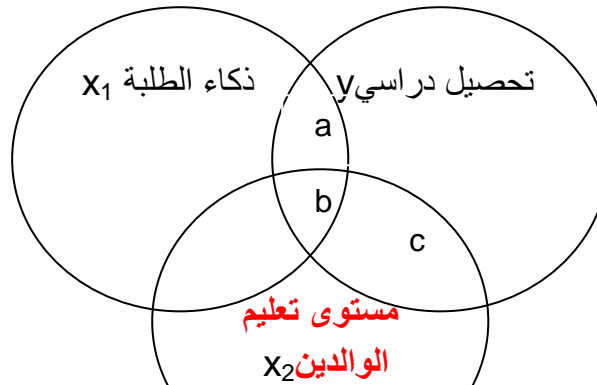 ذكاء الطلبة x₁
تحصيل دراسيy
a
b
c
مستوى تعليم
الوالدينx₂